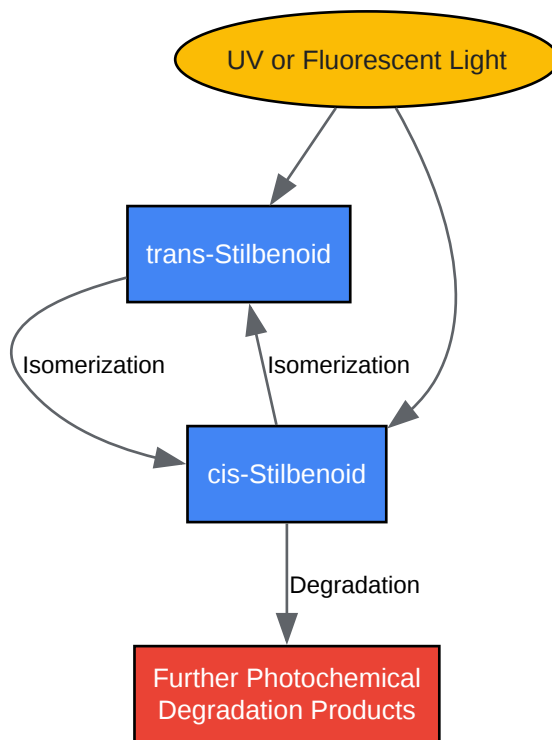 UV or Fluorescent Light
trans-Stilbenoid
Isomerization
Isomerization
cis-Stilbenoid
Degradation
Further Photochemical
Degradation Products